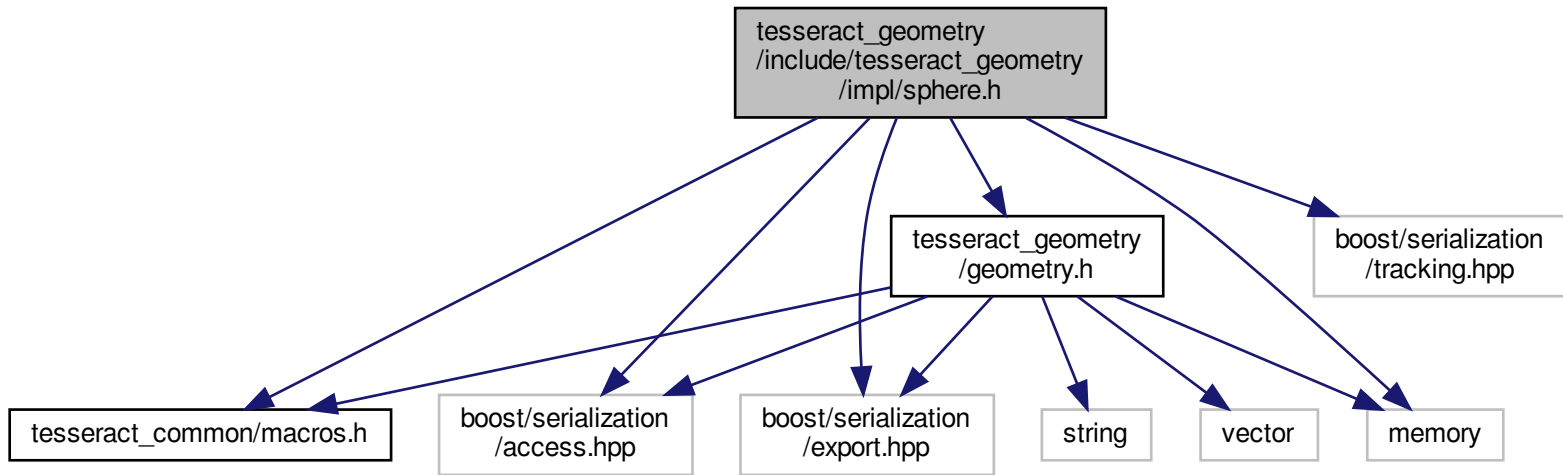 tesseract_geometry
/include/tesseract_geometry
/impl/sphere.h
tesseract_geometry
/geometry.h
boost/serialization
/tracking.hpp
tesseract_common/macros.h
boost/serialization
/access.hpp
boost/serialization
/export.hpp
string
vector
memory